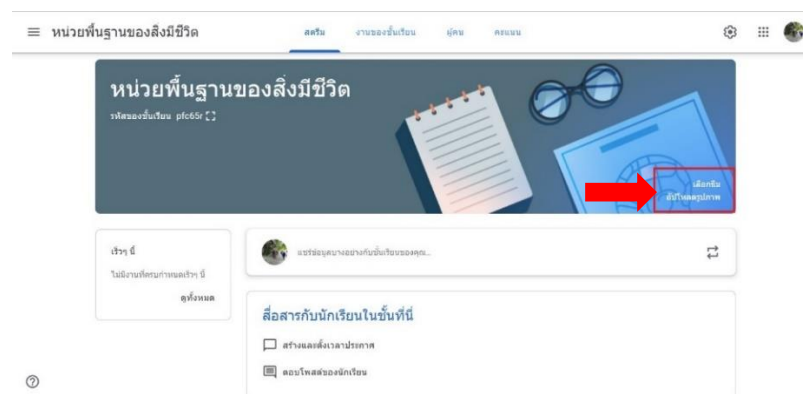 หน่วยพื้นฐานของสิ่งมีชีวิต
สตรีม งานของชั้นเรียน ผู้คน คะแนน
หน่วยพื้นฐานของสิ่งมีชีวิต
รหัสของชั้นเรียน pfc65r
เลือกธีม
อัปโหลดรูปภาพ
เร็วๆ นี้
ไม่มีงานที่ครบกำหนดเร็วๆ นี้
ดูทั้งหมด
แชร์ข้อมูลบางอย่างกับชั้นเรียนของคุณ...
สื่อสารกับนักเรียนในชั้นที่นี่
สร้างและตั้งเวลาประกาศ
ตอบโพสต์ของนักเรียน